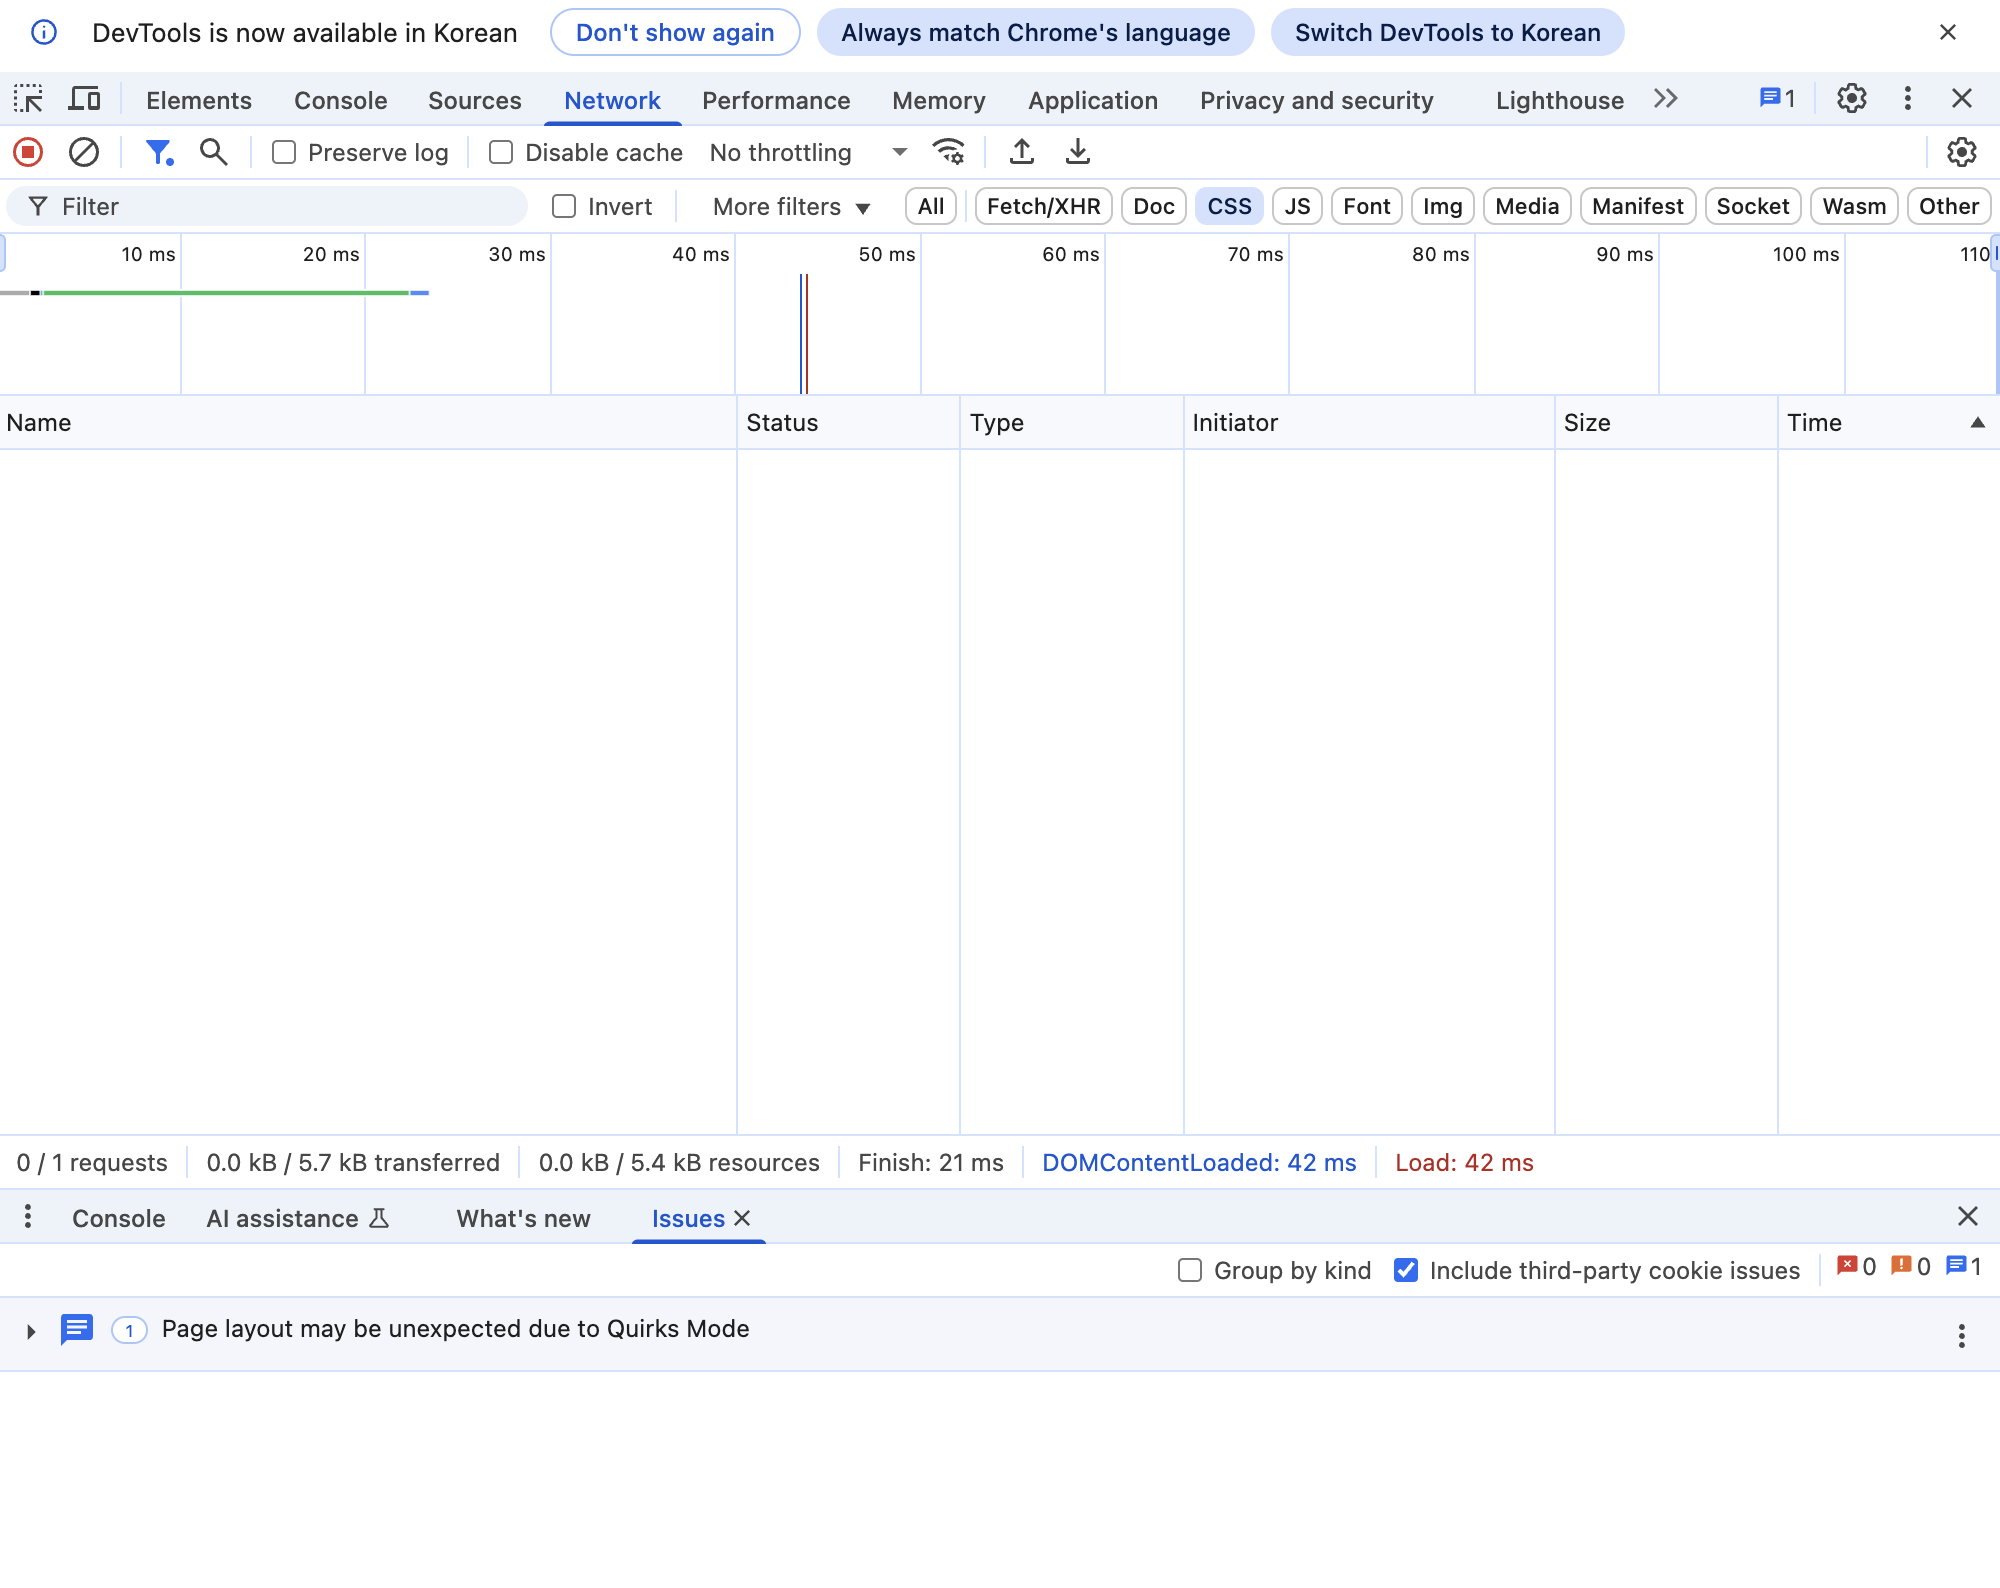 DevTools is now available in Korean Don't show again Always match Chrome's language Switch DevTools to Korean
Elements Console Sources Network Performance Memory Application Privacy and security Lighthouse 1
Preserve log Disable cache No throttling
Filter Invert More filters All Fetch/XHR Doc CSS JS Font Img Media Manifest Socket Wasm Other
10 ms 20 ms 30 ms 40 ms 50 ms 60 ms 70 ms 80 ms 90 ms 100 ms 110
Name Status Type Initiator Size Time
0 / 1 requests 0.0 kB / 5.7 kB transferred 0.0 kB / 5.4 kB resources Finish: 21 ms DOMContentLoaded: 42 ms Load: 42 ms
Console AI assistance What's new Issues
Group by kind Include third-party cookie issues 0 0 1
1 Page layout may be unexpected due to Quirks Mode